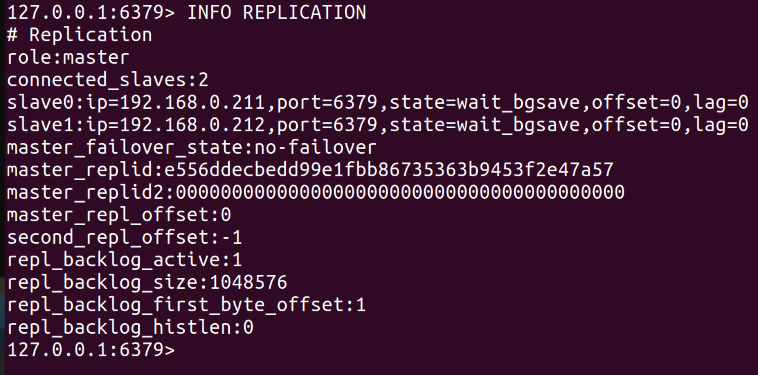 127.0.0.1:6379> INFO REPLICATION
# Replication
role:master
connected_slaves:2
slave0:ip=192.168.0.211,port=6379,state=wait_bgsave,offset=0,lag=0
slave1:ip=192.168.0.212,port=6379,state=wait_bgsave,offset=0,lag=0
master_failover_state:no-failover
master_replid:e556ddecbedd99e1fbb86735363b9453f2e47a57
master_replid2:0000000000000000000000000000000000000000
master_repl_offset:0
second_repl_offset:-1
repl_backlog_active:1
repl_backlog_size:1048576
repl_backlog_first_byte_offset:1
repl_backlog_histlen:0
127.0.0.1:6379>